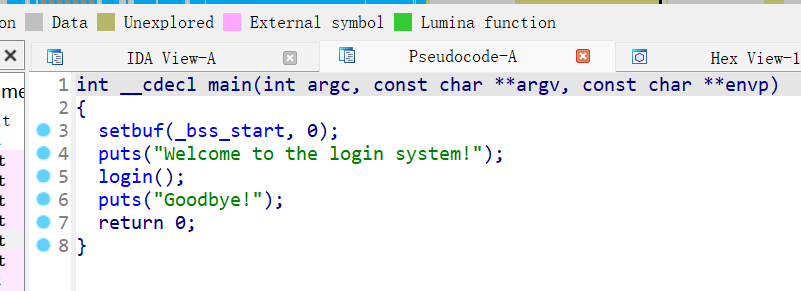 on Data Unexplored External symbol Lumina function
IDA View-A Pseudocode-A Hex View-1
1 int __cdecl main(int argc, const char **argv, const char **envp)
2 {
3 setbuf(_bss_start, 0);
4 puts("Welcome to the login system!");
5 login();
6 puts("Goodbye!");
7 return 0;
8 }
me
t
t
t
t
t
t
t